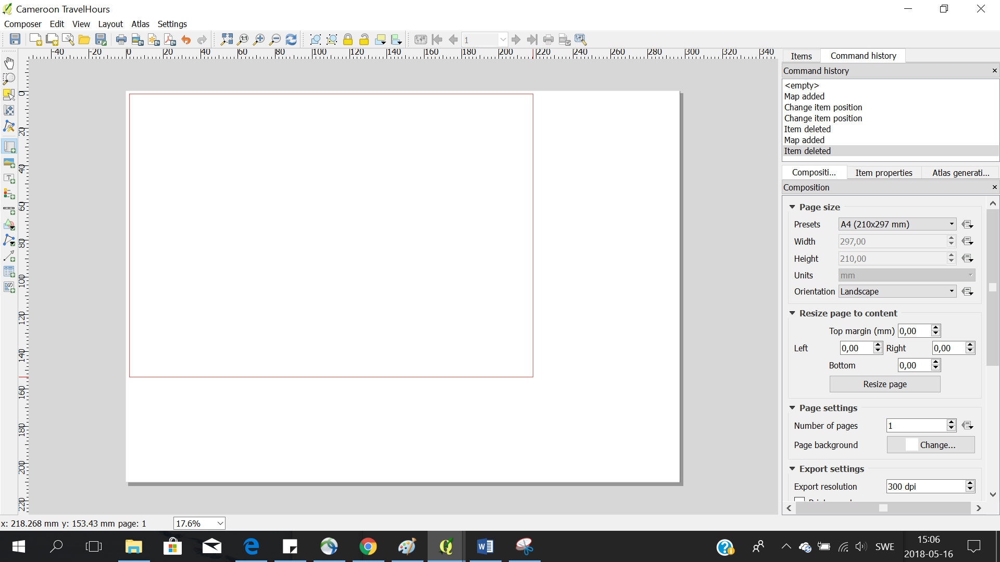 Cameroon TravelHours
Composer Edit View Layout Atlas Settings
1:1
1
-40 -20 0 20 40 60 80 100 120 140 160 180 200 220 240 260 280 300 320 340
0
20
40
60
80
100
120
140
160
180
200
220
Items Command history
Command history
<empty>
Map added
Change item position
Change item position
Item deleted
Map added
Item deleted
Compositi... Item properties Atlas generati...
Composition
Page size
Presets A4 (210x297 mm)
Width 297,00
Height 210,00
Units mm
Orientation Landscape
Resize page to content
Top margin (mm) 0,00
Left 0,00 Right 0,00
Bottom 0,00
Resize page
Page settings
Number of pages 1
Page background Change...
Export settings
Export resolution 300 dpi
x: 218.268 mm y: 153.43 mm page: 1 17.6%
SWE
15:06
2018-05-16